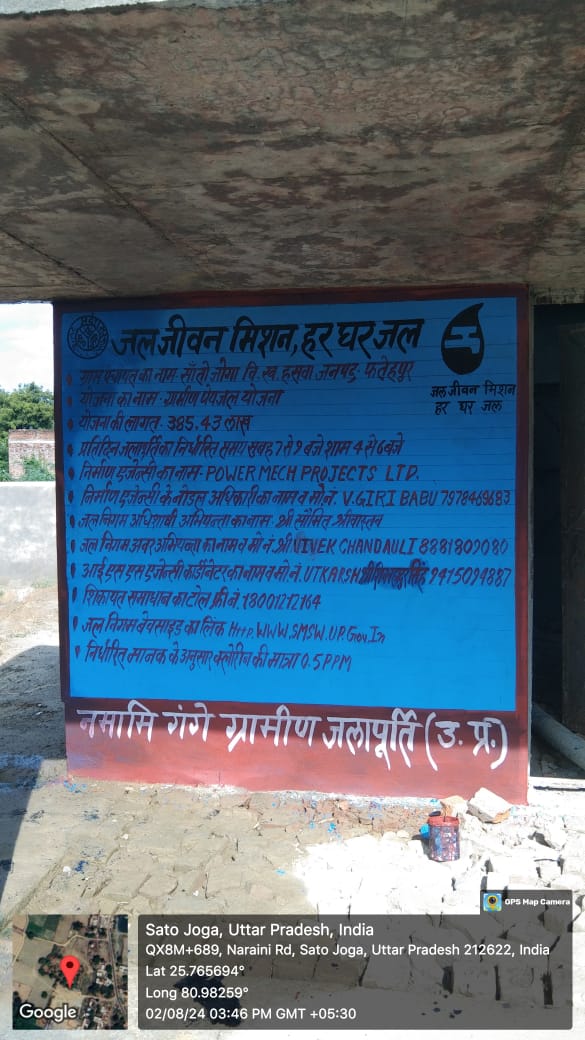 जल जीवन मिशन, हर घर जल
जल जीवन मिशन
हर घर जल
ग्राम पंचायत का नाम- साँतो जोगा वि. ख. हसवा जनपद- फतेहपुर
योजना का नाम- ग्रामीण पेयजल योजना
योजना की लागत- 385.43 लाख
प्रतिदिन जलापूर्ति का निर्धारित समय सुबह 7 से 9 बजे शाम 4 से 6 बजे
निर्माण एजेन्सी का नाम- POWER MECH PROJECTS LTD.
निर्माण एजेन्सी के नोडल अधिकारी का नाम व मो.नं. V. GIRI BABU 7978469683
जल निगम अधिशाषी अभियन्ता का नाम- श्री सौमित्र श्रीवास्तव
जल निगम अवर अभियन्ता का नाम व मो नं. श्री VIVEK CHANDAULI 8881809080
आई एस एस एजेन्सी कार्डीनेटर का नाम व मो.नं. UTKARSH 9415094887
शिकायत समाधान का टोल फ्री नं. 18001212164
जल निगम बेवसाइड का लिंक Http.WWW.SMSW.UP.Gov.In
निर्धारित मानक के अनुसार क्लोरीन की मात्रा 0.5 PPM
नमामि गंगे ग्रामीण जलापूर्ति (उ. प्र.)
GPS Map Camera
Sato Joga, Uttar Pradesh, India
QX8M+689, Naraini Rd, Sato Joga, Uttar Pradesh 212622, India
Lat 25.765694°
Long 80.98259°
02/08/24 03:46 PM GMT +05:30
Google